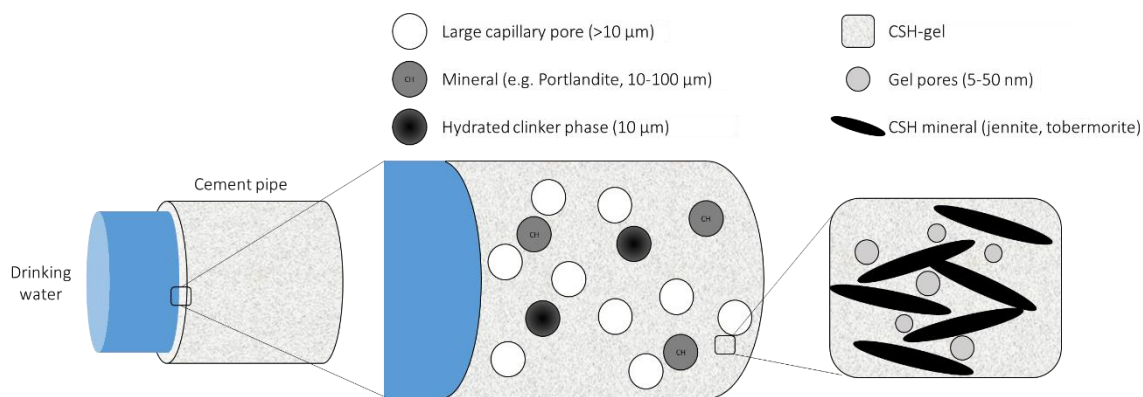 Large capillary pore (>10 µm)
CH Mineral (e.g. Portlandite, 10-100 µm)
Hydrated clinker phase (10 µm)
CSH-gel
Gel pores (5-50 nm)
CSH mineral (jennite, tobermorite)
Cement pipe
Drinking
water
CH
CH
CH